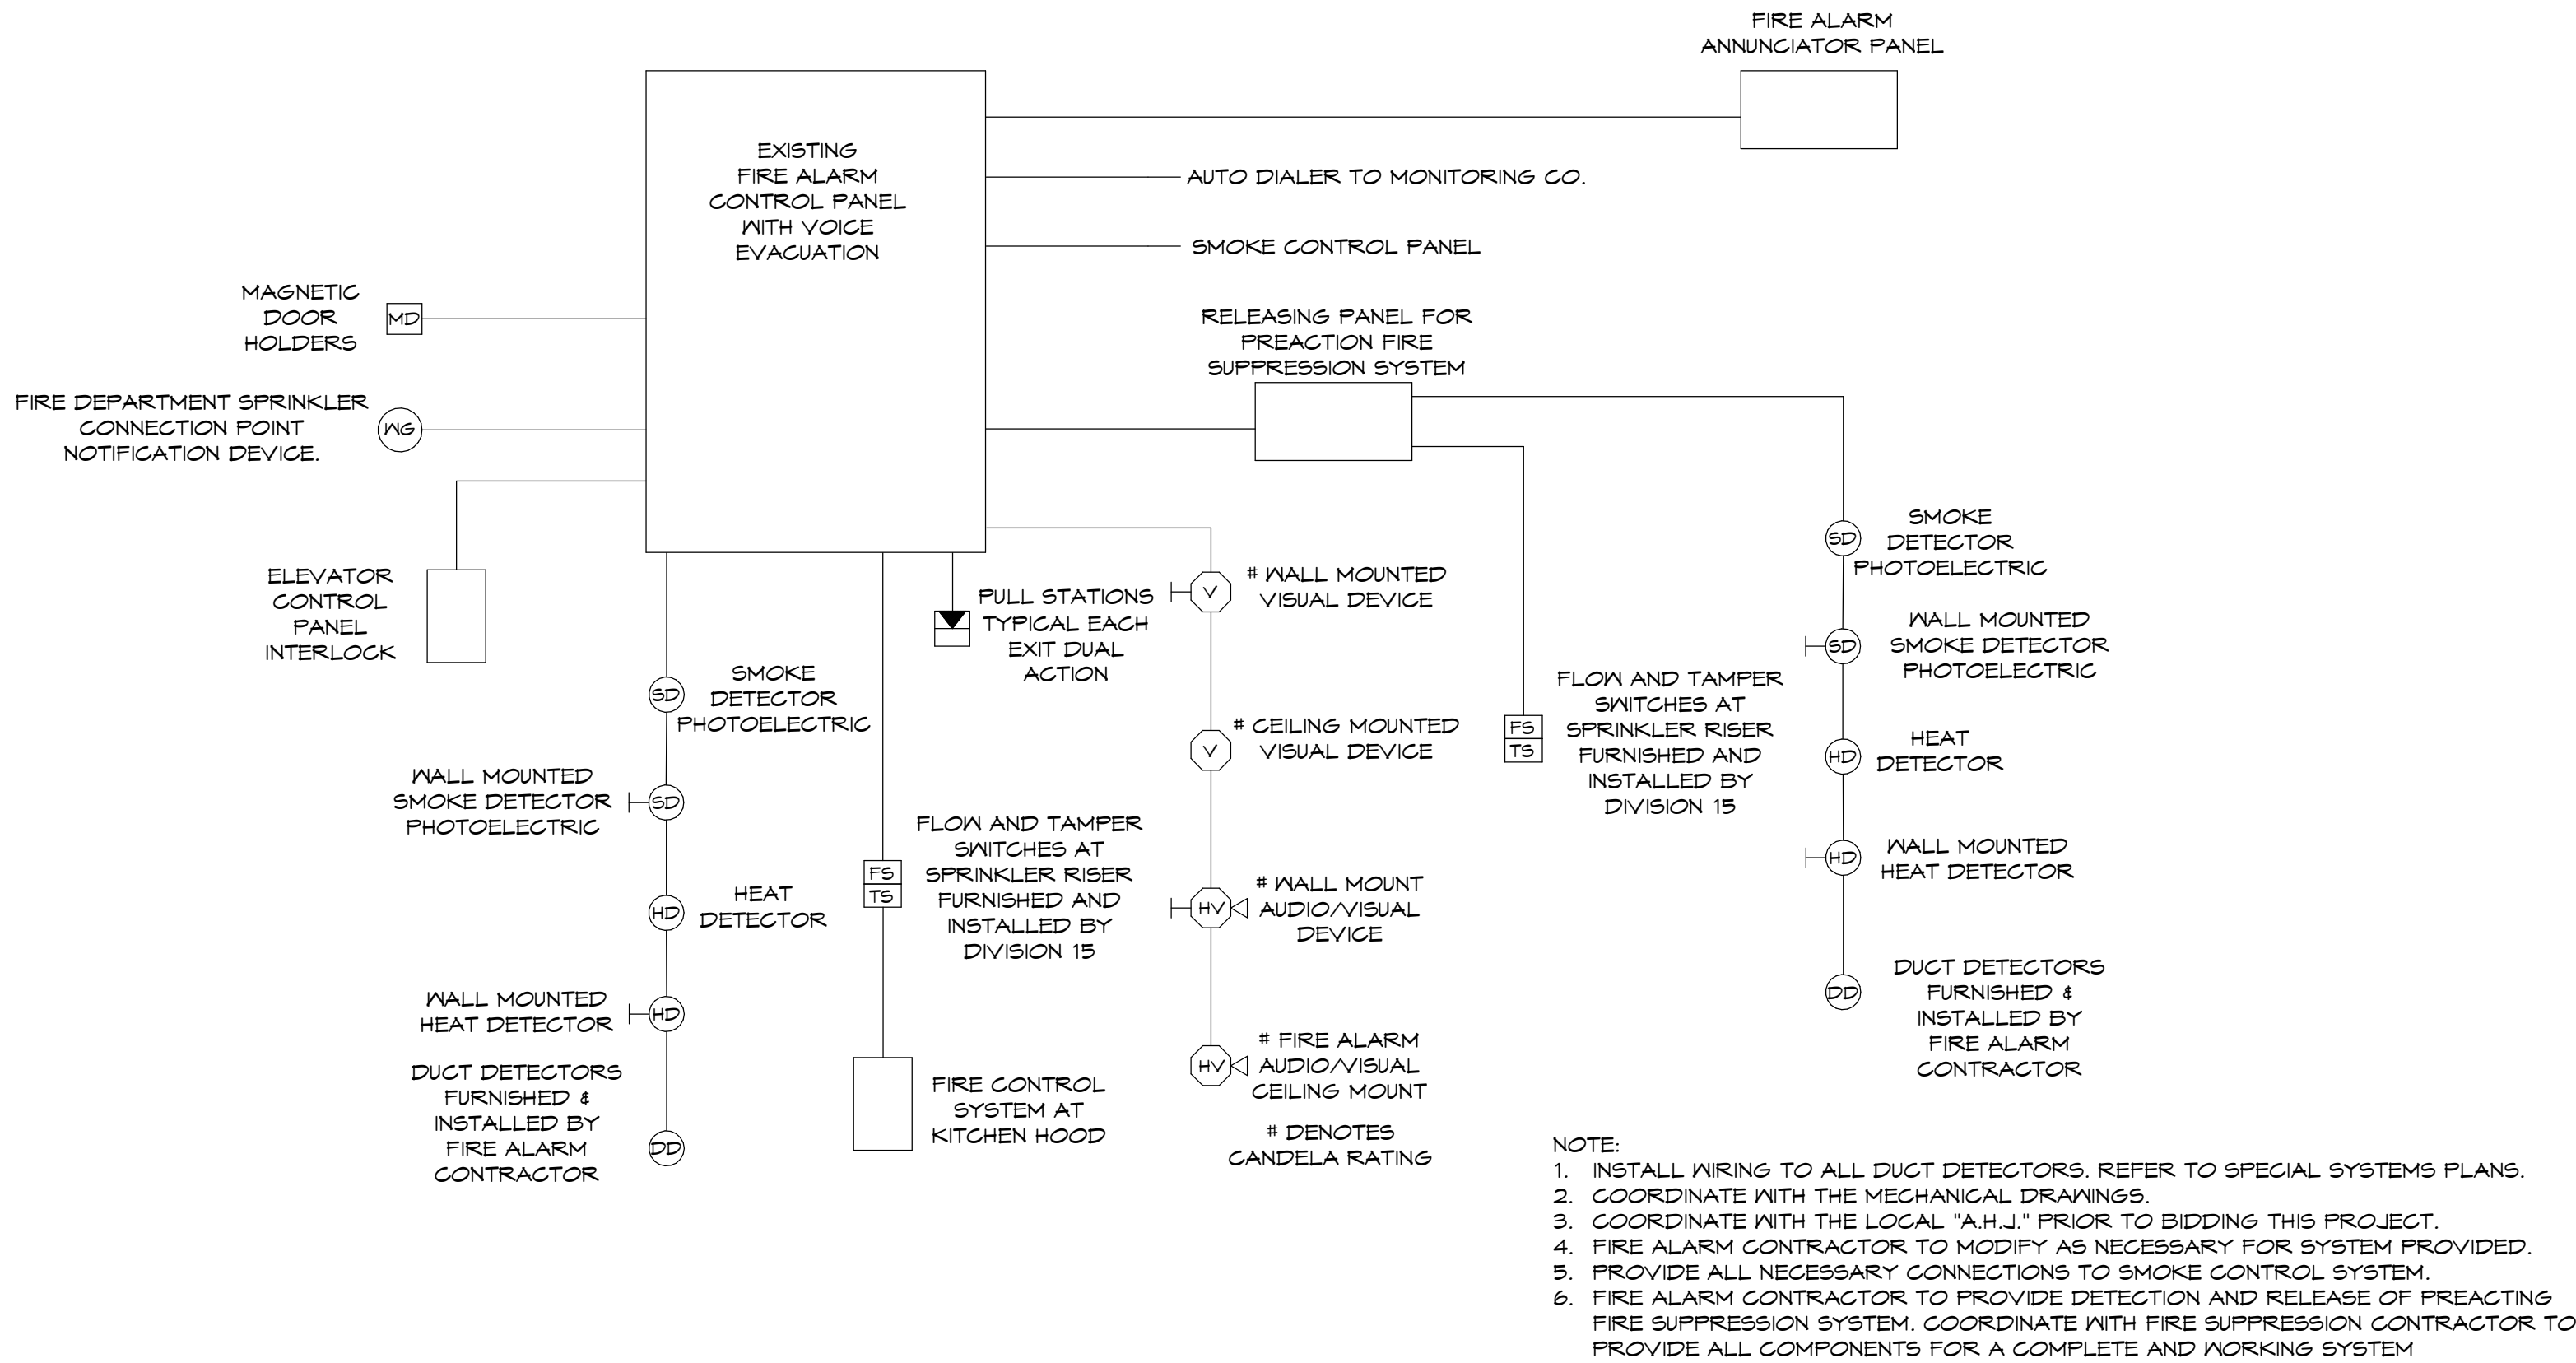 FIRE ALARM
ANNUNCIATOR PANEL
EXISTING
FIRE ALARM
CONTROL PANEL
WITH VOICE
EVACUATION
AUTO DIALER TO MONITORING CO.
SMOKE CONTROL PANEL
MAGNETIC
DOOR
HOLDERS
MD
RELEASING PANEL FOR
PREACTION FIRE
SUPPRESSION SYSTEM
FIRE DEPARTMENT SPRINKLER
CONNECTION POINT
NOTIFICATION DEVICE.
WG
ELEVATOR
CONTROL
PANEL
INTERLOCK
SD
SMOKE
DETECTOR
PHOTOELECTRIC
WALL MOUNTED
SMOKE DETECTOR
PHOTOELECTRIC
SD
HD
HEAT
DETECTOR
WALL MOUNTED
HEAT DETECTOR
HD
DUCT DETECTORS
FURNISHED &
INSTALLED BY
FIRE ALARM
CONTRACTOR
DD
FS
TS
FLOW AND TAMPER
SWITCHES AT
SPRINKLER RISER
FURNISHED AND
INSTALLED BY
DIVISION 15
FIRE CONTROL
SYSTEM AT
KITCHEN HOOD
PULL STATIONS
TYPICAL EACH
EXIT DUAL
ACTION
V
# WALL MOUNTED
VISUAL DEVICE
V
# CEILING MOUNTED
VISUAL DEVICE
HV
# WALL MOUNT
AUDIO/VISUAL
DEVICE
HV
# FIRE ALARM
AUDIO/VISUAL
CEILING MOUNT
# DENOTES
CANDELA RATING
FS
TS
FLOW AND TAMPER
SWITCHES AT
SPRINKLER RISER
FURNISHED AND
INSTALLED BY
DIVISION 15
SD
SMOKE
DETECTOR
PHOTOELECTRIC
SD
WALL MOUNTED
SMOKE DETECTOR
PHOTOELECTRIC
HD
HEAT
DETECTOR
HD
WALL MOUNTED
HEAT DETECTOR
DD
DUCT DETECTORS
FURNISHED &
INSTALLED BY
FIRE ALARM
CONTRACTOR
NOTE:
1. INSTALL WIRING TO ALL DUCT DETECTORS. REFER TO SPECIAL SYSTEMS PLANS.
2. COORDINATE WITH THE MECHANICAL DRAWINGS.
3. COORDINATE WITH THE LOCAL "A.H.J." PRIOR TO BIDDING THIS PROJECT.
4. FIRE ALARM CONTRACTOR TO MODIFY AS NECESSARY FOR SYSTEM PROVIDED.
5. PROVIDE ALL NECESSARY CONNECTIONS TO SMOKE CONTROL SYSTEM.
6. FIRE ALARM CONTRACTOR TO PROVIDE DETECTION AND RELEASE OF PREACTING
FIRE SUPPRESSION SYSTEM. COORDINATE WITH FIRE SUPPRESSION CONTRACTOR TO
PROVIDE ALL COMPONENTS FOR A COMPLETE AND WORKING SYSTEM